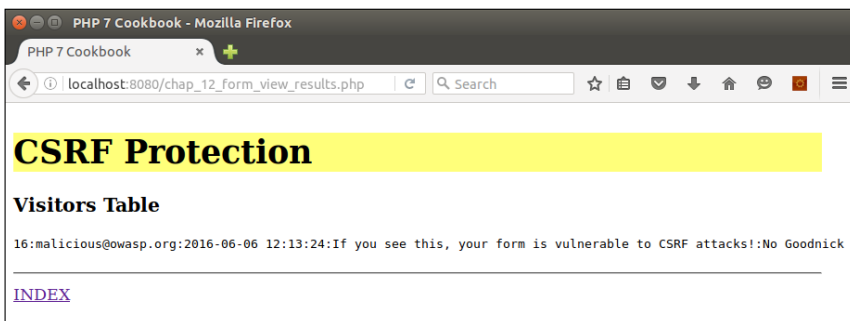 PHP 7 Cookbook - Mozilla Firefox
PHP 7 Cookbook
localhost:8080/chap_12_form_view_results.php
Search
CSRF Protection
Visitors Table
16:malicious@owasp.org:2016-06-06 12:13:24:If you see this, your form is vulnerable to CSRF attacks!:No Goodnick
INDEX